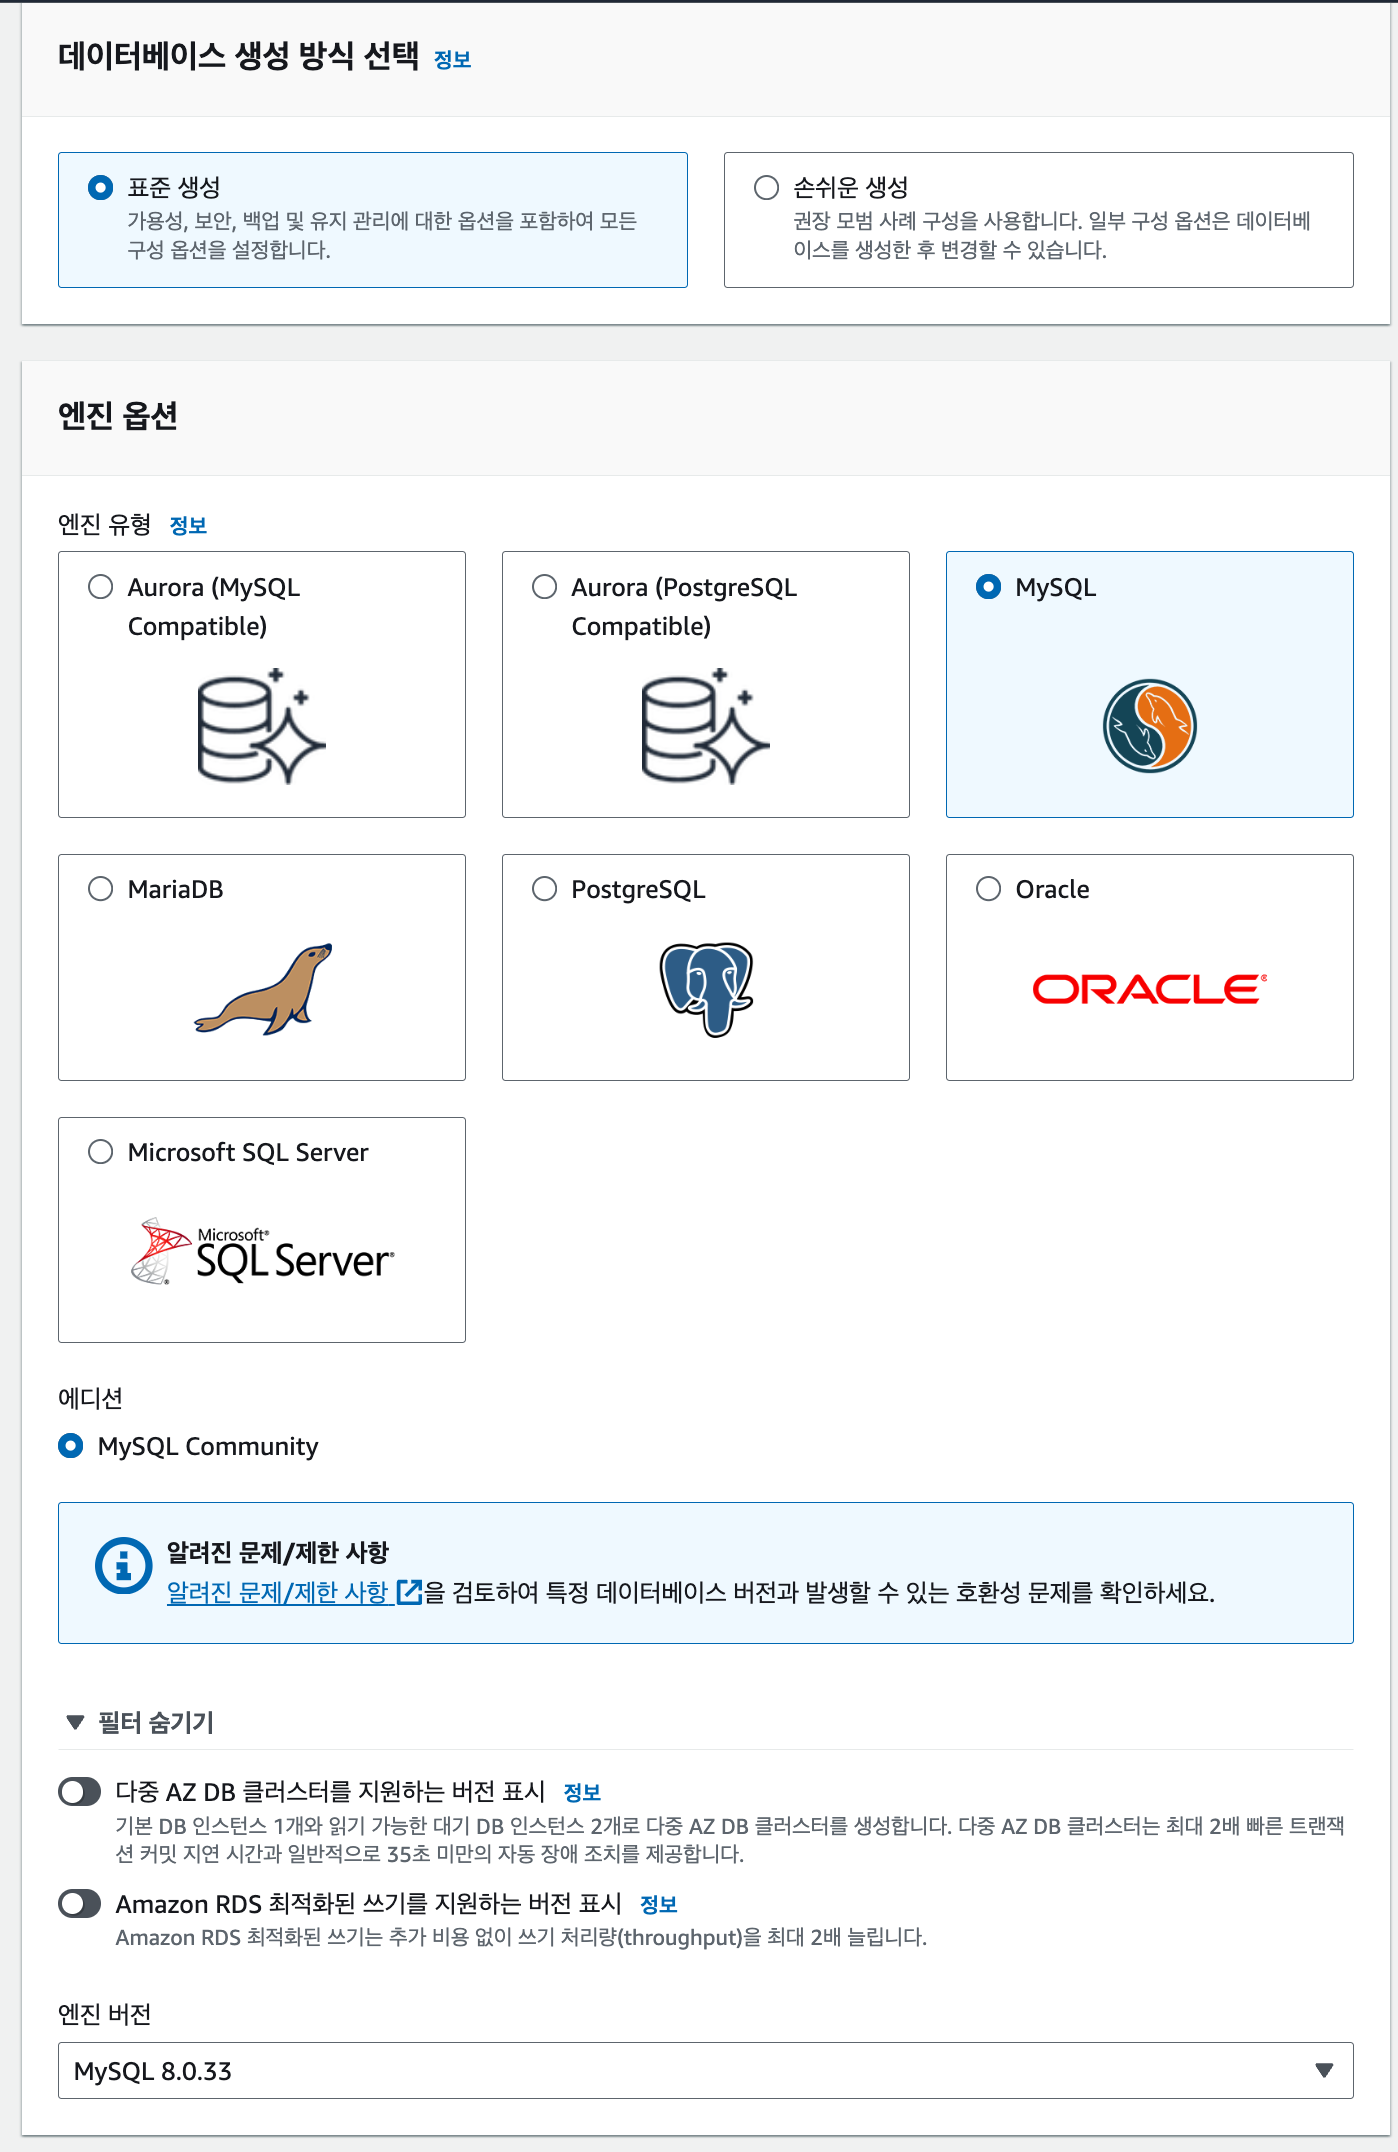 데이터베이스 생성 방식 선택 정보
표준 생성
가용성, 보안, 백업 및 유지 관리에 대한 옵션을 포함하여 모든
구성 옵션을 설정합니다.
손쉬운 생성
권장 모범 사례 구성을 사용합니다. 일부 구성 옵션은 데이터베
이스를 생성한 후 변경할 수 있습니다.
엔진 옵션
엔진 유형 정보
Aurora (MySQL
Compatible)
Aurora (PostgreSQL
Compatible)
MySQL
MariaDB
PostgreSQL
Oracle
ORACLE®
Microsoft SQL Server
Microsoft®
SQL Server®
에디션
MySQL Community
알려진 문제/제한 사항
알려진 문제/제한 사항 을 검토하여 특정 데이터베이스 버전과 발생할 수 있는 호환성 문제를 확인하세요.
▼ 필터 숨기기
다중 AZ DB 클러스터를 지원하는 버전 표시 정보
기본 DB 인스턴스 1개와 읽기 가능한 대기 DB 인스턴스 2개로 다중 AZ DB 클러스터를 생성합니다. 다중 AZ DB 클러스터는 최대 2배 빠른 트랜잭
션 커밋 지연 시간과 일반적으로 35초 미만의 자동 장애 조치를 제공합니다.
Amazon RDS 최적화된 쓰기를 지원하는 버전 표시 정보
Amazon RDS 최적화된 쓰기는 추가 비용 없이 쓰기 처리량(throughput)을 최대 2배 늘립니다.
엔진 버전
MySQL 8.0.33